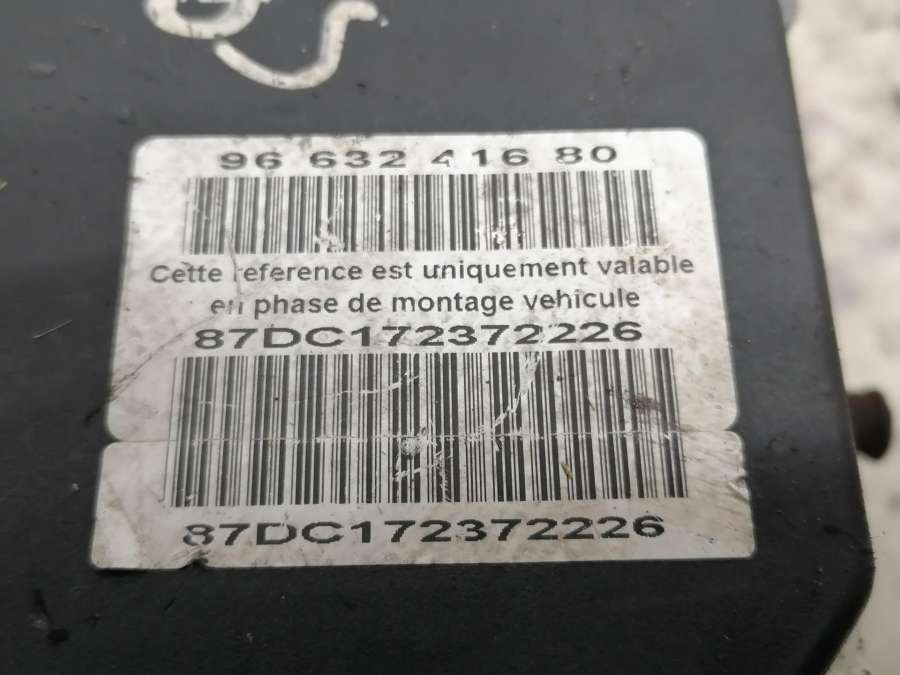 96 632 416 80
Cette reference est uniquement valable
en phase de montage vehicule
87DC172372226
87DC172372226